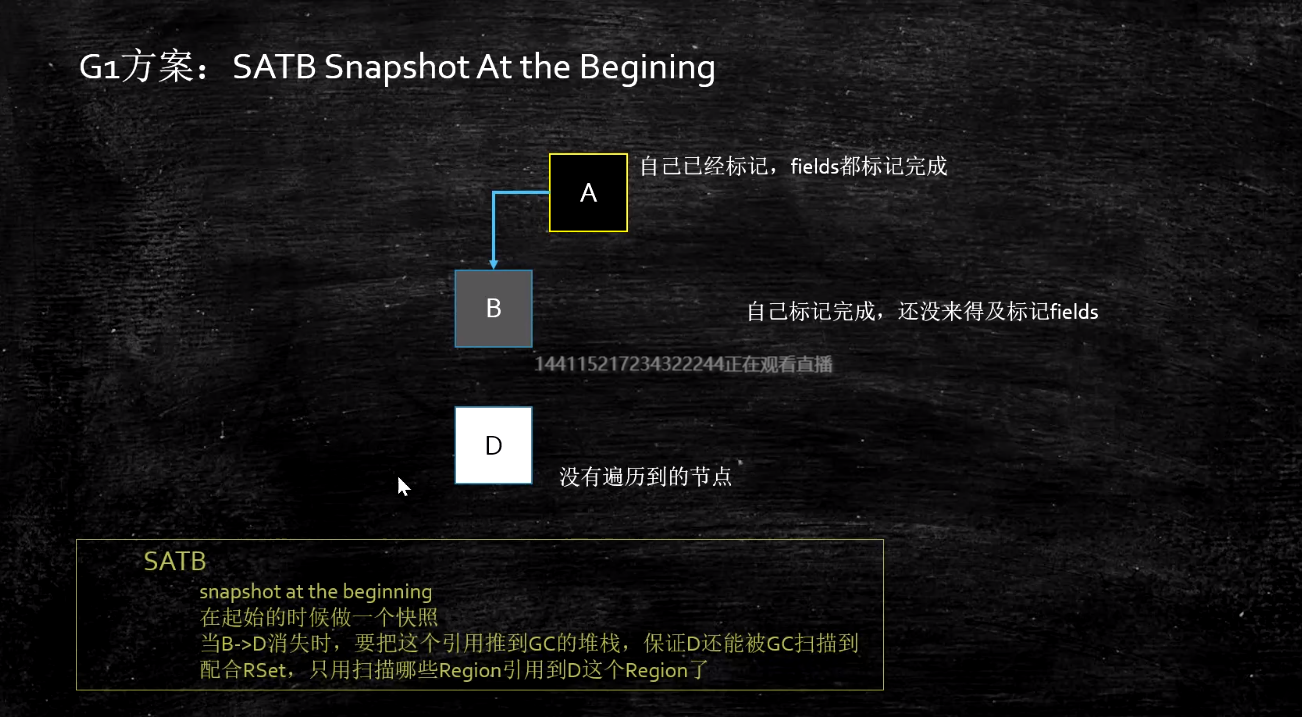 G1方案：SATB Snapshot At the Begining
A
自己已经标记，fields都标记完成
B
自己标记完成，还没来得及标记fields
144115217234322244正在观看直播
D
没有遍历到的节点
SATB
snapshot at the beginning
在起始的时候做一个快照
当B->D消失时，要把这个引用推到GC的堆栈，保证D还能被GC扫描到
配合RSet，只用扫描哪些Region引用到D这个Region了